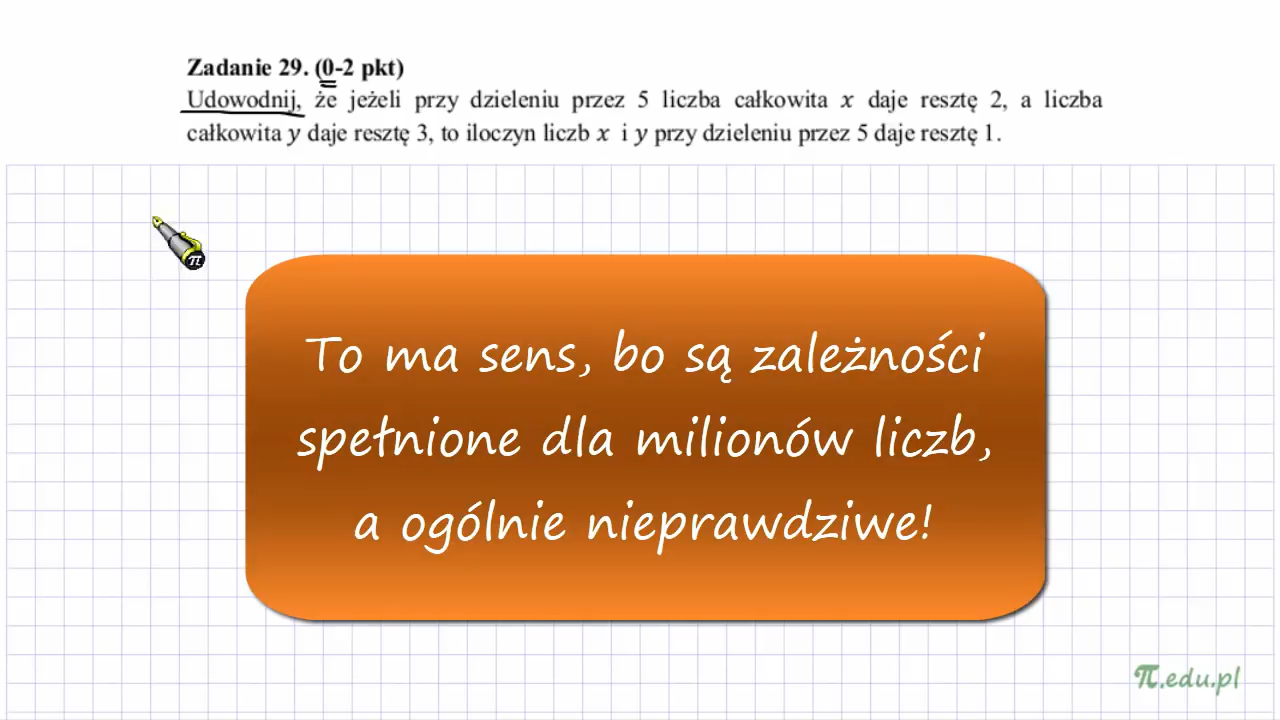 Zadanie 29. (0-2 pkt)
Udowodnij, że jeżeli przy dzieleniu przez 5 liczba całkowita x daje resztę 2, a liczba
całkowita y daje resztę 3, to iloczyn liczb x i y przy dzieleniu przez 5 daje resztę 1.
To ma sens, bo są zależności
spełnione dla milionów liczb,
a ogólnie nieprawdziwe!
π.edu.pl